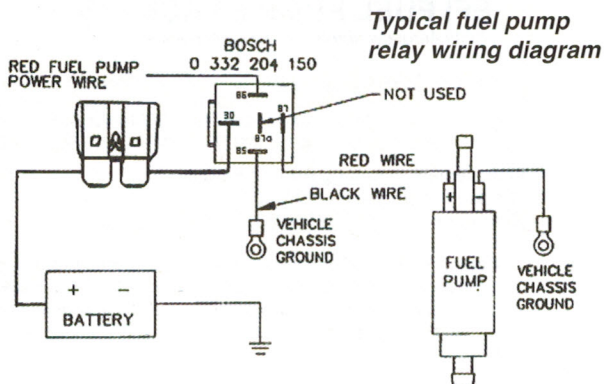 Typical fuel pump
relay wiring diagram
BOSCH
0 332 204 150
RED FUEL PUMP
POWER WIRE
NOT USED
86
30
87
87a
85
RED WIRE
BLACK WIRE
VEHICLE
CHASSIS
GROUND
+ -
BATTERY
+ -
FUEL
PUMP
VEHICLE
CHASSIS
GROUND